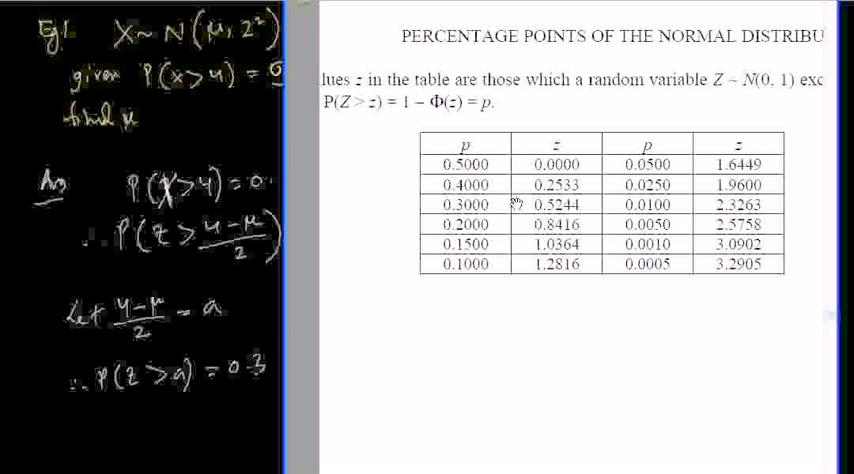 Eg1. X ~ N(μ, 2²)
given P(X > 4) = 0
find μ
Ans P(X > 4) = 0.
∴ P(Z > (4-μ)/2)
Let (4-μ)/2 = a
∴ P(Z > a) = 0.3
PERCENTAGE POINTS OF THE NORMAL DISTRIBU
lues z in the table are those which a random variable Z ~ N(0, 1) exc
P(Z > z) = 1 − Φ(z) = p.
p z p z
0.5000 0.0000 0.0500 1.6449
0.4000 0.2533 0.0250 1.9600
0.3000 0.5244 0.0100 2.3263
0.2000 0.8416 0.0050 2.5758
0.1500 1.0364 0.0010 3.0902
0.1000 1.2816 0.0005 3.2905